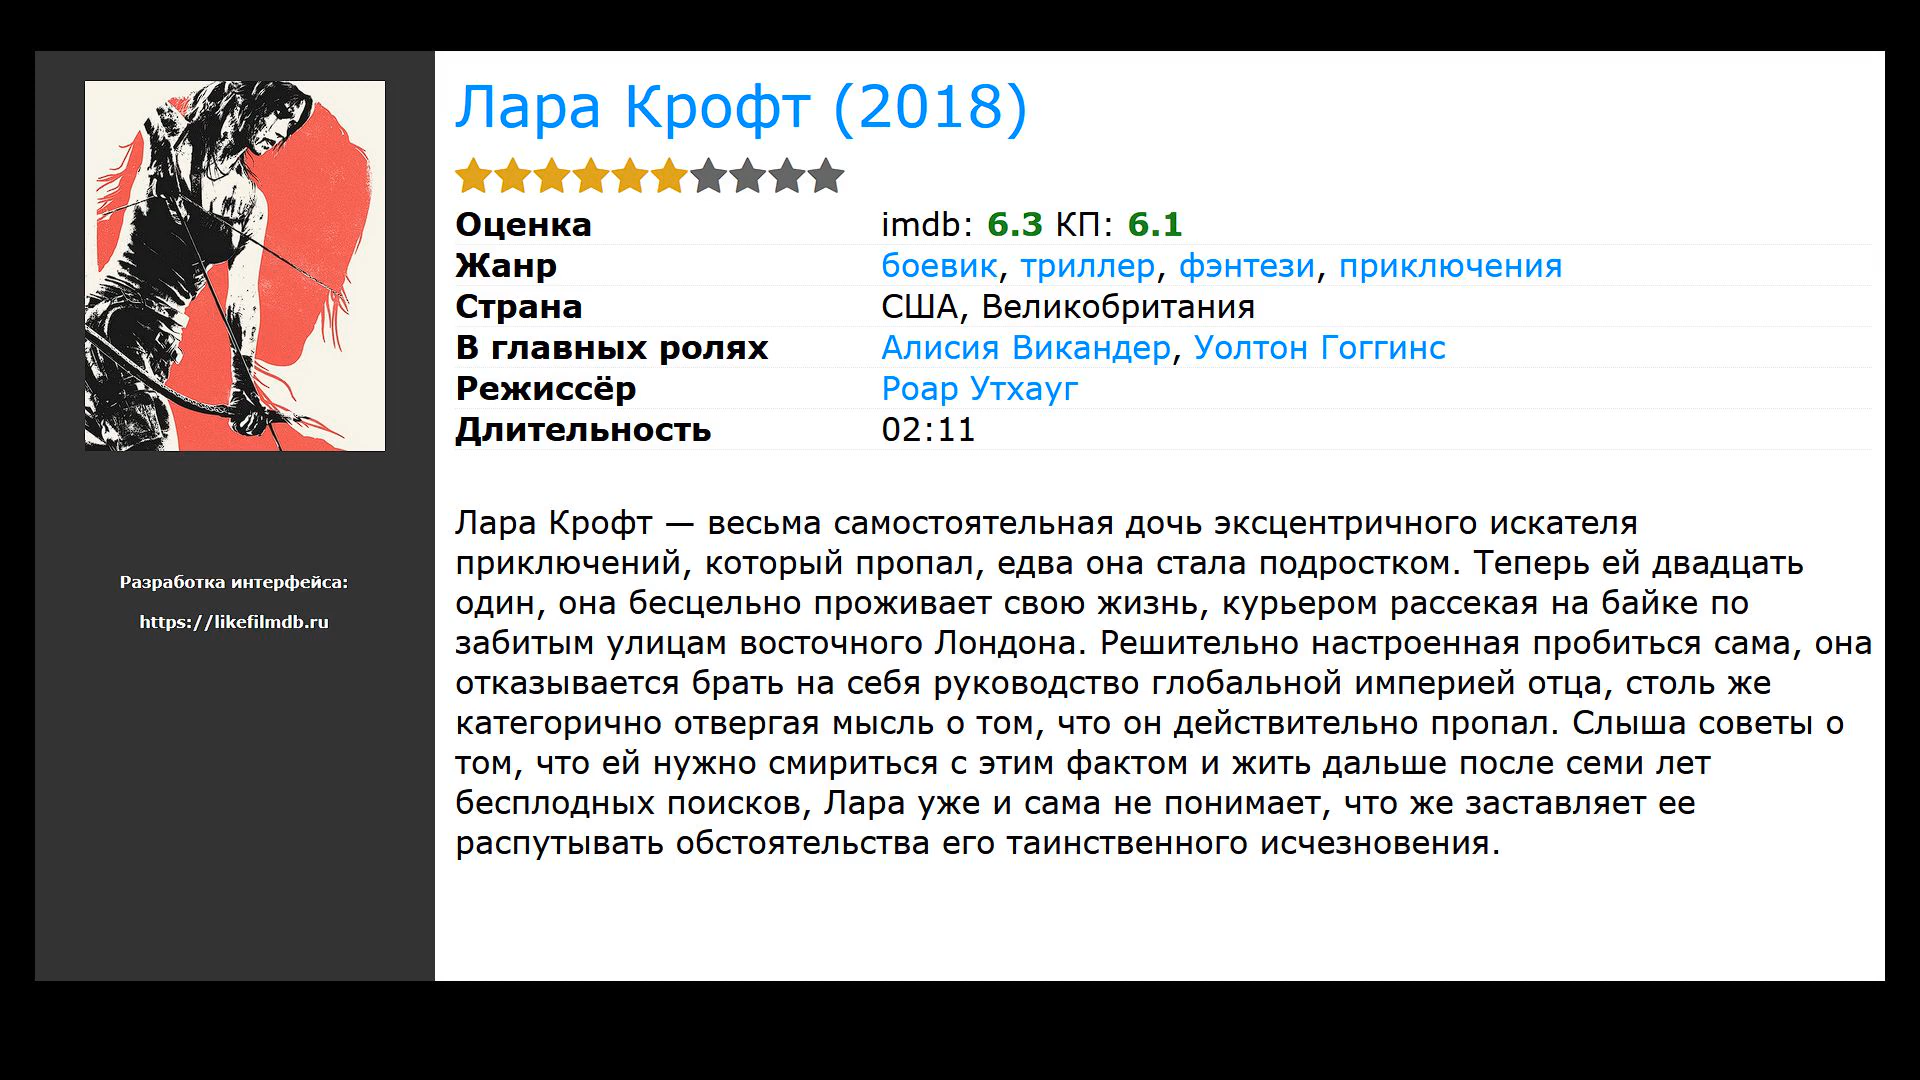 Лара Крофт (2018)
Оценка imdb: 6.3 КП: 6.1
Жанр боевик, триллер, фэнтези, приключения
Страна США, Великобритания
В главных ролях Алисия Викандер, Уолтон Гоггинс
Режиссёр Роар Утхауг
Длительность 02:11
Лара Крофт — весьма самостоятельная дочь эксцентричного искателя
приключений, который пропал, едва она стала подростком. Теперь ей двадцать
один, она бесцельно проживает свою жизнь, курьером рассекая на байке по
забитым улицам восточного Лондона. Решительно настроенная пробиться сама, она
отказывается брать на себя руководство глобальной империей отца, столь же
категорично отвергая мысль о том, что он действительно пропал. Слыша советы о
том, что ей нужно смириться с этим фактом и жить дальше после семи лет
бесплодных поисков, Лара уже и сама не понимает, что же заставляет ее
распутывать обстоятельства его таинственного исчезновения.
Разработка интерфейса:
https://likefilmdb.ru